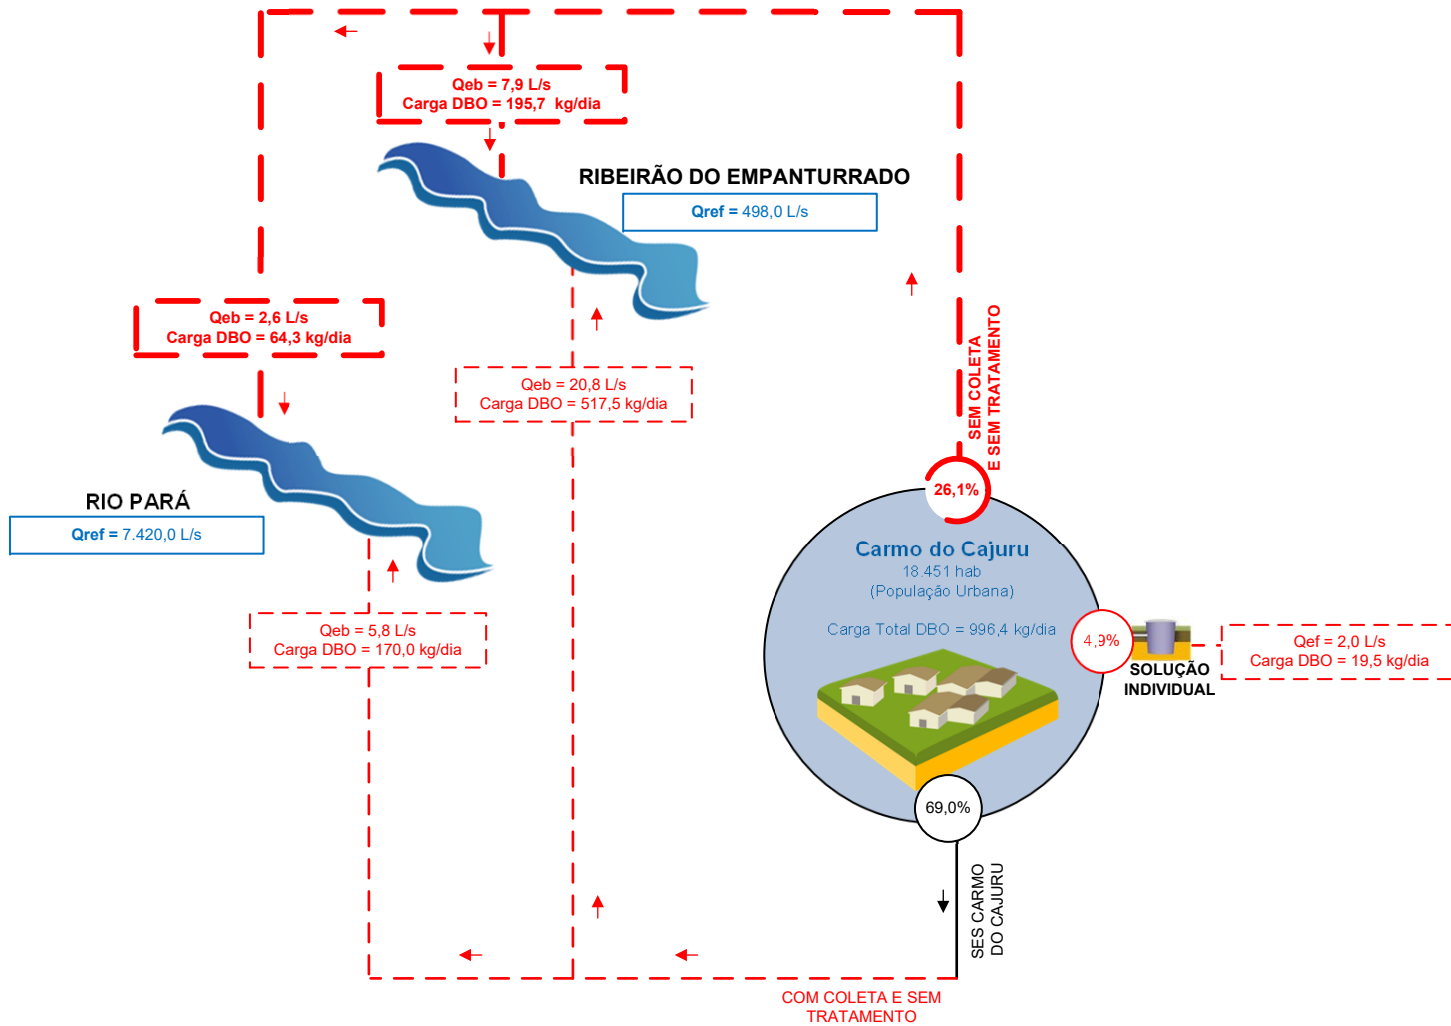 Qeb = 7,9 L/s
Carga DBO = 195,7 kg/dia
RIBEIRÃO DO EMPANTURRADO
Qref = 498,0 L/s
Qeb = 2,6 L/s
Carga DBO = 64,3 kg/dia
Qeb = 20,8 L/s
Carga DBO = 517,5 kg/dia
SEM COLETA
E SEM TRATAMENTO
RIO PARÁ
Qref = 7.420,0 L/s
26,1%
Carmo do Cajuru
18.451 hab
(População Urbana)
Carga Total DBO = 996,4 kg/dia
Qeb = 5,8 L/s
Carga DBO = 170,0 kg/dia
4,9%
SOLUÇÃO
INDIVIDUAL
Qef = 2,0 L/s
Carga DBO = 19,5 kg/dia
69,0%
SES CARMO
DO CAJURU
COM COLETA E SEM
TRATAMENTO